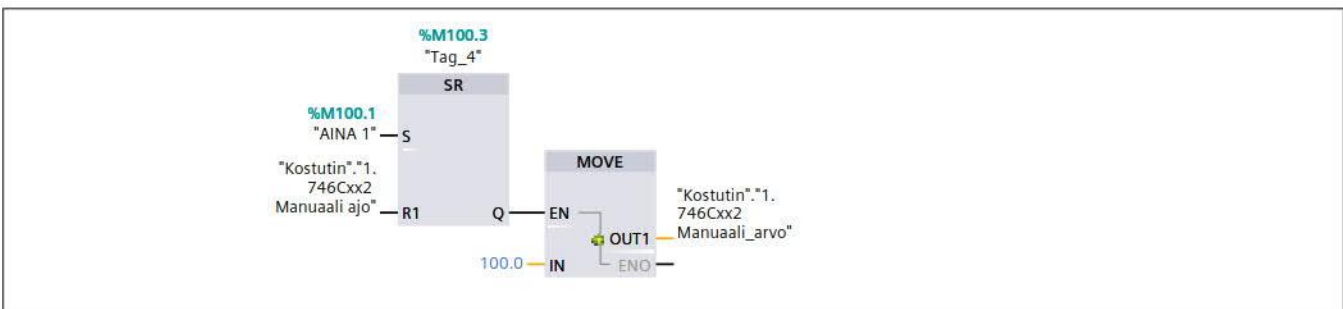 %M100.3
"Tag_4"
SR
%M100.1
"AINA 1"
S
"Kostutin"."1.
746Cxx2
Manuaali ajo"
R1
Q
MOVE
EN
OUT1
"Kostutin"."1.
746Cxx2
Manuaali_arvo"
100.0
IN
ENO